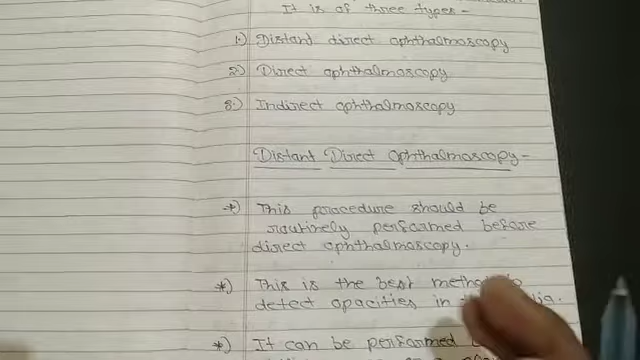 It is of three types -
1.) Distant direct ophthalmoscopy
2.) Direct ophthalmoscopy
3.) Indirect ophthalmoscopy
Distant Direct Ophthalmoscopy -
*) This procedure should be
routinely performed before
direct ophthalmoscopy.
*) This is the best method to
detect opacities in
*) It can be performed